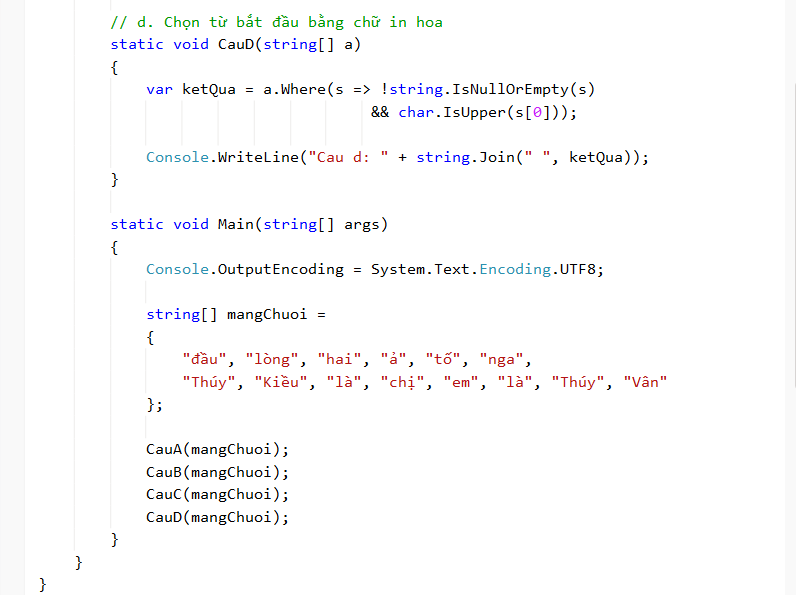 // d. Chọn từ bắt đầu bằng chữ in hoa
static void CauD(string[] a)
{
var ketQua = a.Where(s => !string.IsNullOrEmpty(s)
&& char.IsUpper(s[0]));
Console.WriteLine("Cau d: " + string.Join(" ", ketQua));
}
static void Main(string[] args)
{
Console.OutputEncoding = System.Text.Encoding.UTF8;
string[] mangChuoi =
{
"đầu", "lòng", "hai", "ả", "tố", "nga",
"Thúy", "Kiều", "là", "chị", "em", "là", "Thúy", "Vân"
};
CauA(mangChuoi);
CauB(mangChuoi);
CauC(mangChuoi);
CauD(mangChuoi);
}
}
}